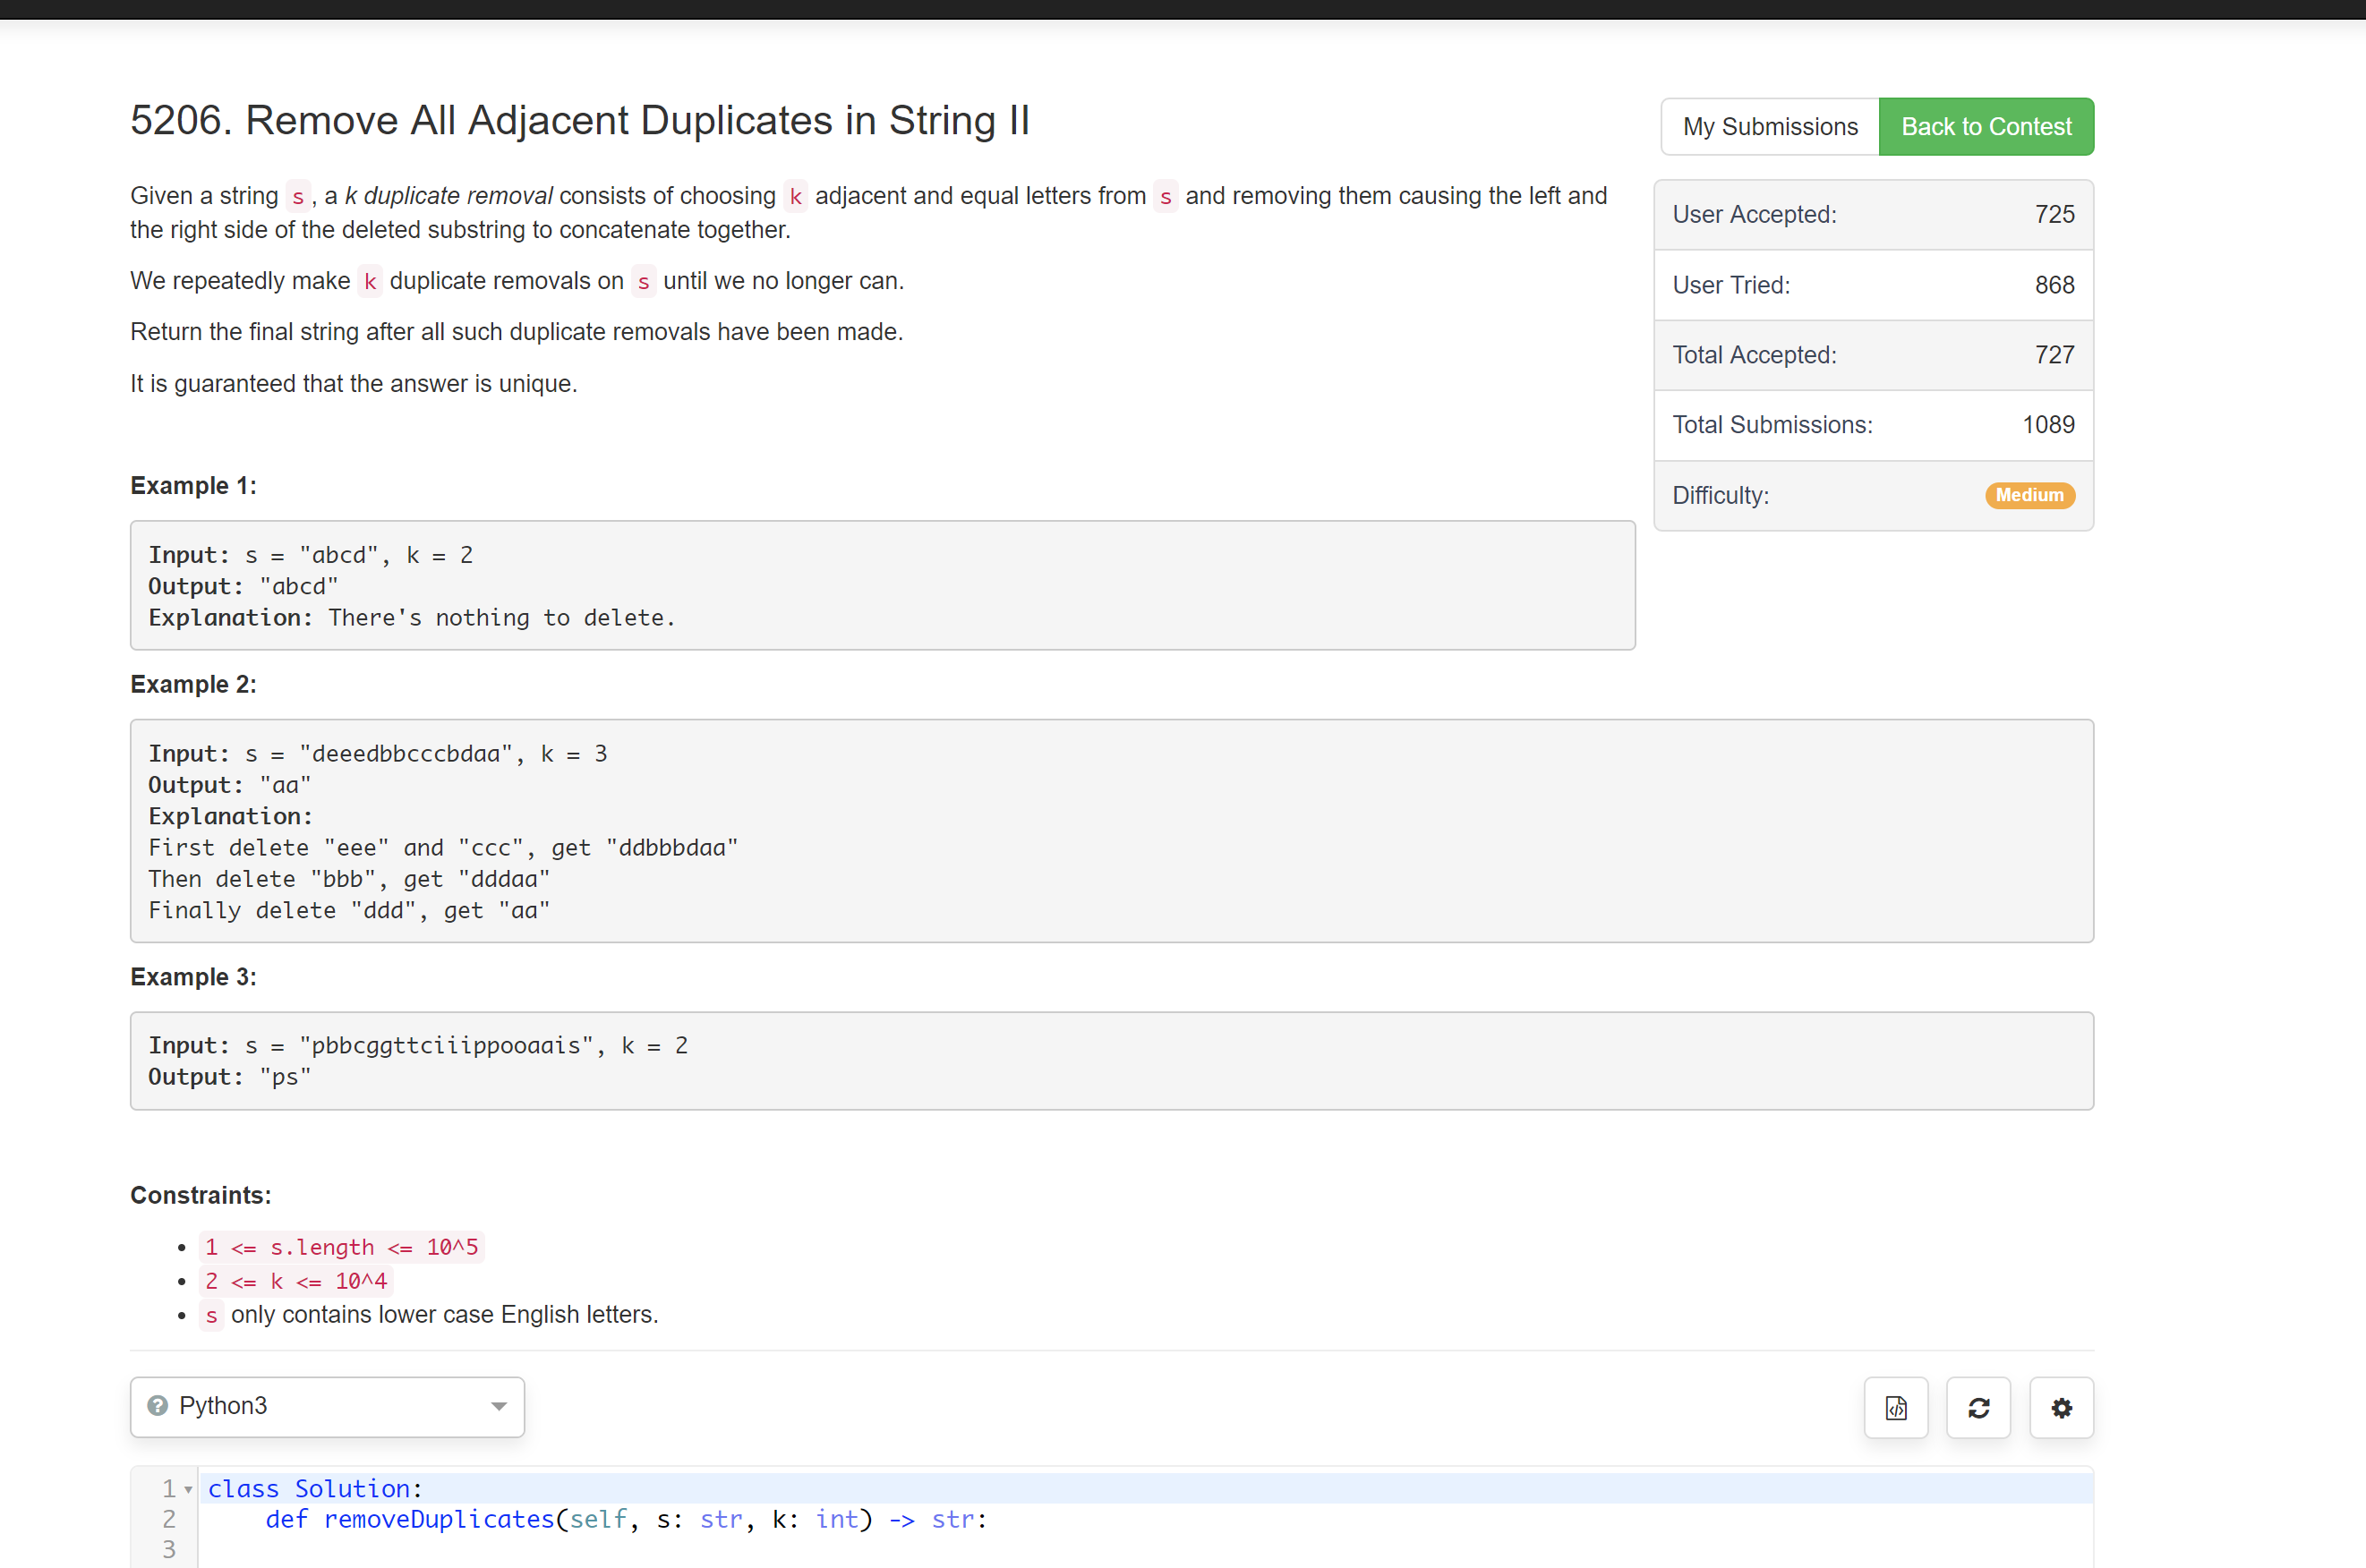 5206. Remove All Adjacent Duplicates in String II
My Submissions
Back to Contest
Given a string s, a k duplicate removal consists of choosing k adjacent and equal letters from s and removing them causing the left and
the right side of the deleted substring to concatenate together.
We repeatedly make k duplicate removals on s until we no longer can.
Return the final string after all such duplicate removals have been made.
It is guaranteed that the answer is unique.
User Accepted: 725
User Tried: 868
Total Accepted: 727
Total Submissions: 1089
Difficulty: Medium
Example 1:
Input: s = "abcd", k = 2
Output: "abcd"
Explanation: There's nothing to delete.
Example 2:
Input: s = "deeedbbcccbdaa", k = 3
Output: "aa"
Explanation:
First delete "eee" and "ccc", get "ddbbbdaa"
Then delete "bbb", get "dddaa"
Finally delete "ddd", get "aa"
Example 3:
Input: s = "pbbcggttciiippooaais", k = 2
Output: "ps"
Constraints:
1 <= s.length <= 10^5
2 <= k <= 10^4
s only contains lower case English letters.
Python3
1 class Solution:
2 def removeDuplicates(self, s: str, k: int) -> str:
3